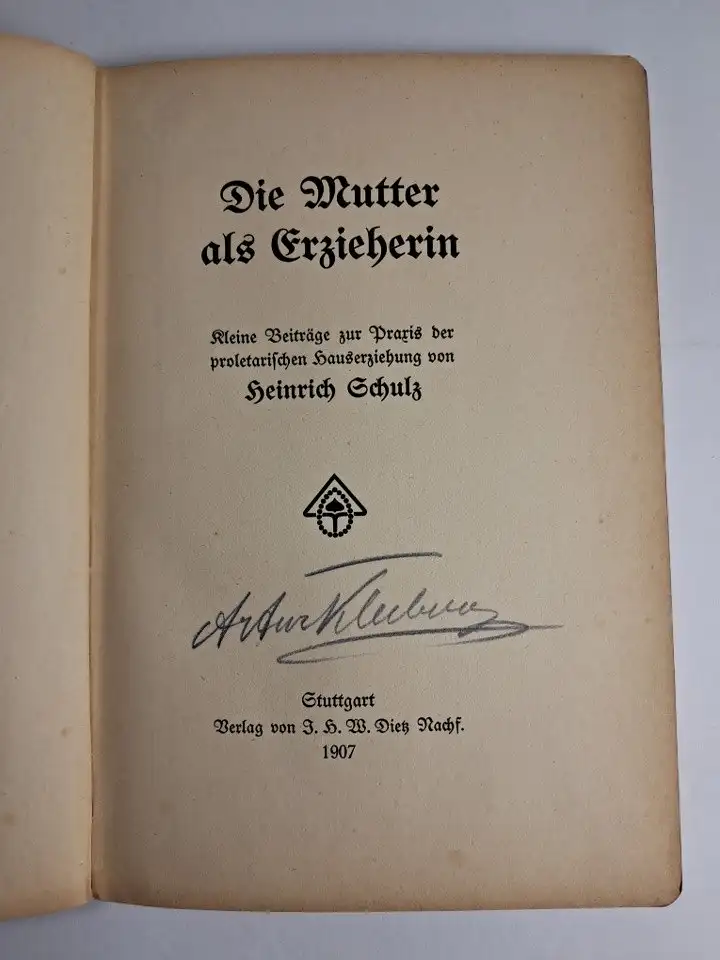 Die Mutter
als Erzieherin
Kleine Beiträge zur Praxis der
proletarischen Hauserziehung von
Heinrich Schulz
Artur
Stuttgart
Verlag von J. H. W. Dietz Nachf.
1907